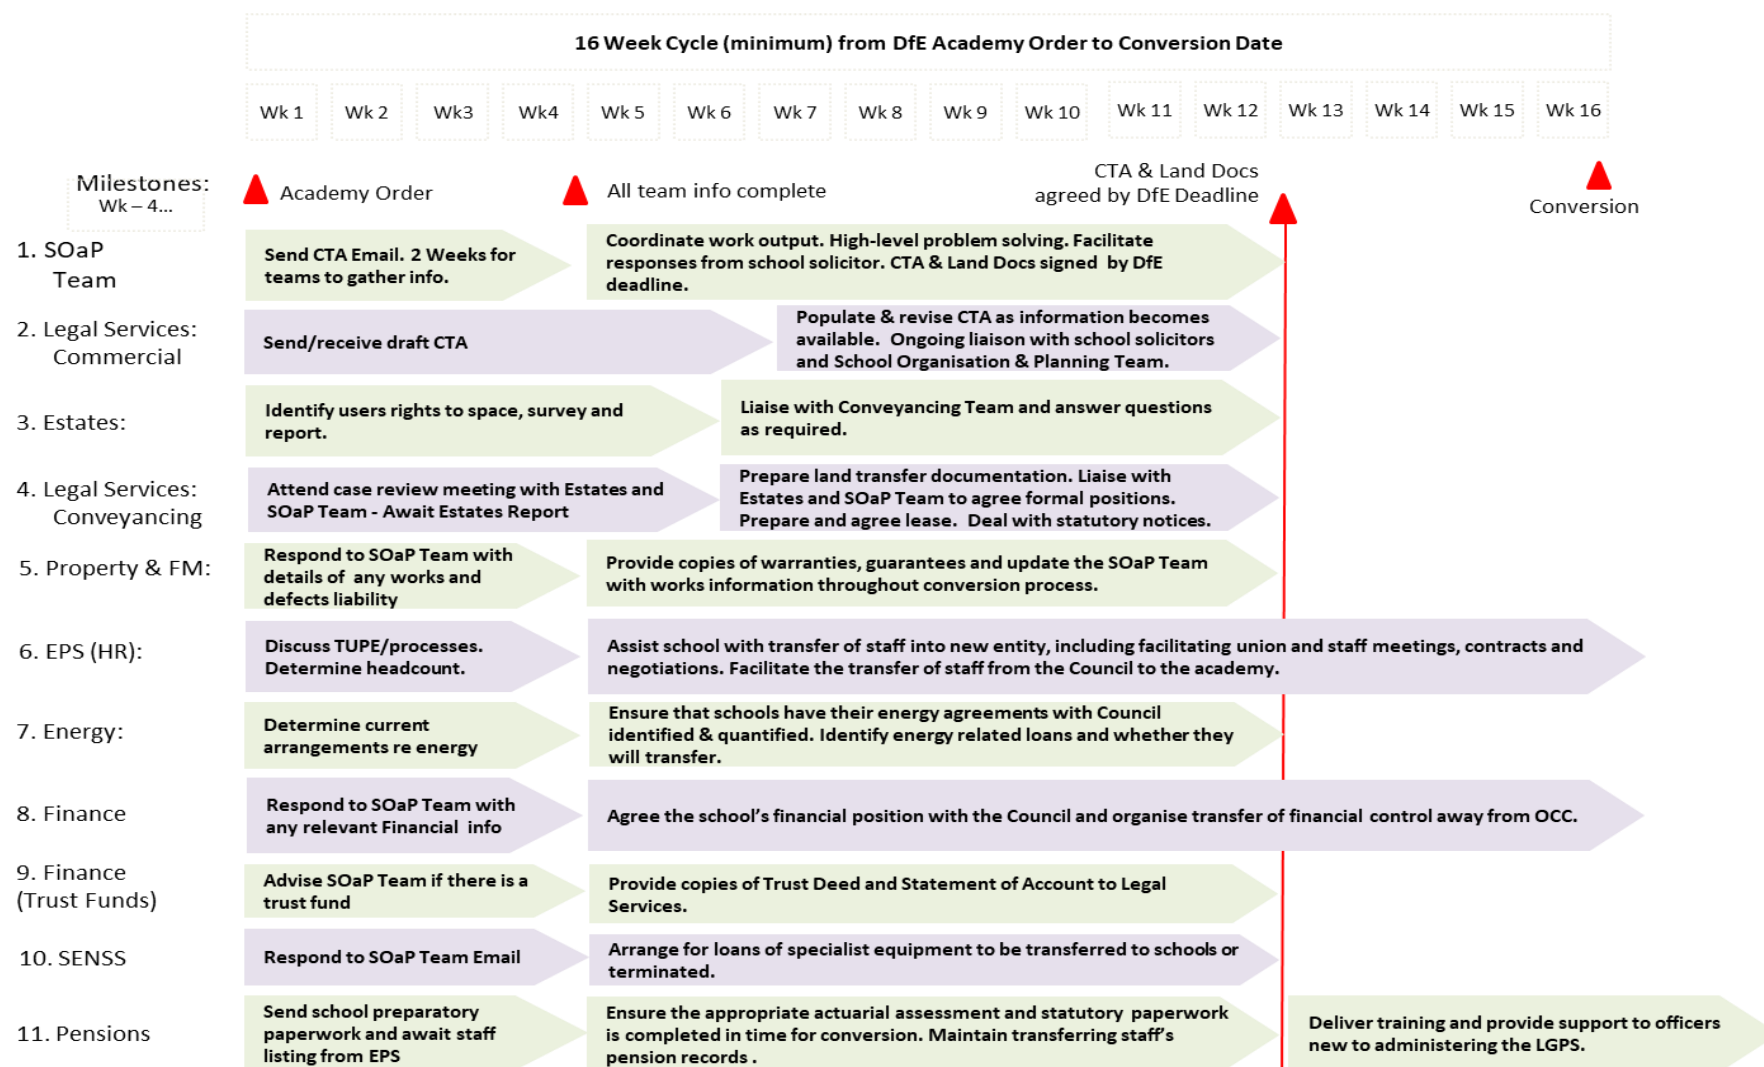 16 Week Cycle (minimum) from DfE Academy Order to Conversion Date
Wk 1
Wk 2
Wk3
Wk4
Wk 5
Wk 6
Wk 7
Wk 8
Wk 9
Wk 10
Wk 11
Wk 12
Wk 13
Wk 14
Wk 15
Wk 16
Milestones:
Wk – 4...
Academy Order
All team info complete
CTA & Land Docs
agreed by DfE Deadline
Conversion
1. SOaP
Team
Send CTA Email. 2 Weeks for
teams to gather info.
Coordinate work output. High-level problem solving. Facilitate
responses from school solicitor. CTA & Land Docs signed by DfE
deadline.
2. Legal Services:
Commercial
Send/receive draft CTA
Populate & revise CTA as information becomes
available. Ongoing liaison with school solicitors
and School Organisation & Planning Team.
3. Estates:
Identify users rights to space, survey and
report.
Liaise with Conveyancing Team and answer questions
as required.
4. Legal Services:
Conveyancing
Attend case review meeting with Estates and
SOaP Team - Await Estates Report
Prepare land transfer documentation. Liaise with
Estates and SOaP Team to agree formal positions.
Prepare and agree lease. Deal with statutory notices.
5. Property & FM:
Respond to SOaP Team with
details of any works and
defects liability
Provide copies of warranties, guarantees and update the SOaP Team
with works information throughout conversion process.
6. EPS (HR):
Discuss TUPE/processes.
Determine headcount.
Assist school with transfer of staff into new entity, including facilitating union and staff meetings, contracts and
negotiations. Facilitate the transfer of staff from the Council to the academy.
7. Energy:
Determine current
arrangements re energy
Ensure that schools have their energy agreements with Council
identified & quantified. Identify energy related loans and whether they
will transfer.
8. Finance
Respond to SOaP Team with
any relevant Financial info
Agree the school's financial position with the Council and organise transfer of financial control away from OCC.
9. Finance
(Trust Funds)
Advise SOaP Team if there is a
trust fund
Provide copies of Trust Deed and Statement of Account to Legal
Services.
10. SENSS
Respond to SOaP Team Email
Arrange for loans of specialist equipment to be transferred to schools or
terminated.
11. Pensions
Send school preparatory
paperwork and await staff
listing from EPS
Ensure the appropriate actuarial assessment and statutory paperwork
is completed in time for conversion. Maintain transferring staff's
pension records .
Deliver training and provide support to officers
new to administering the LGPS.